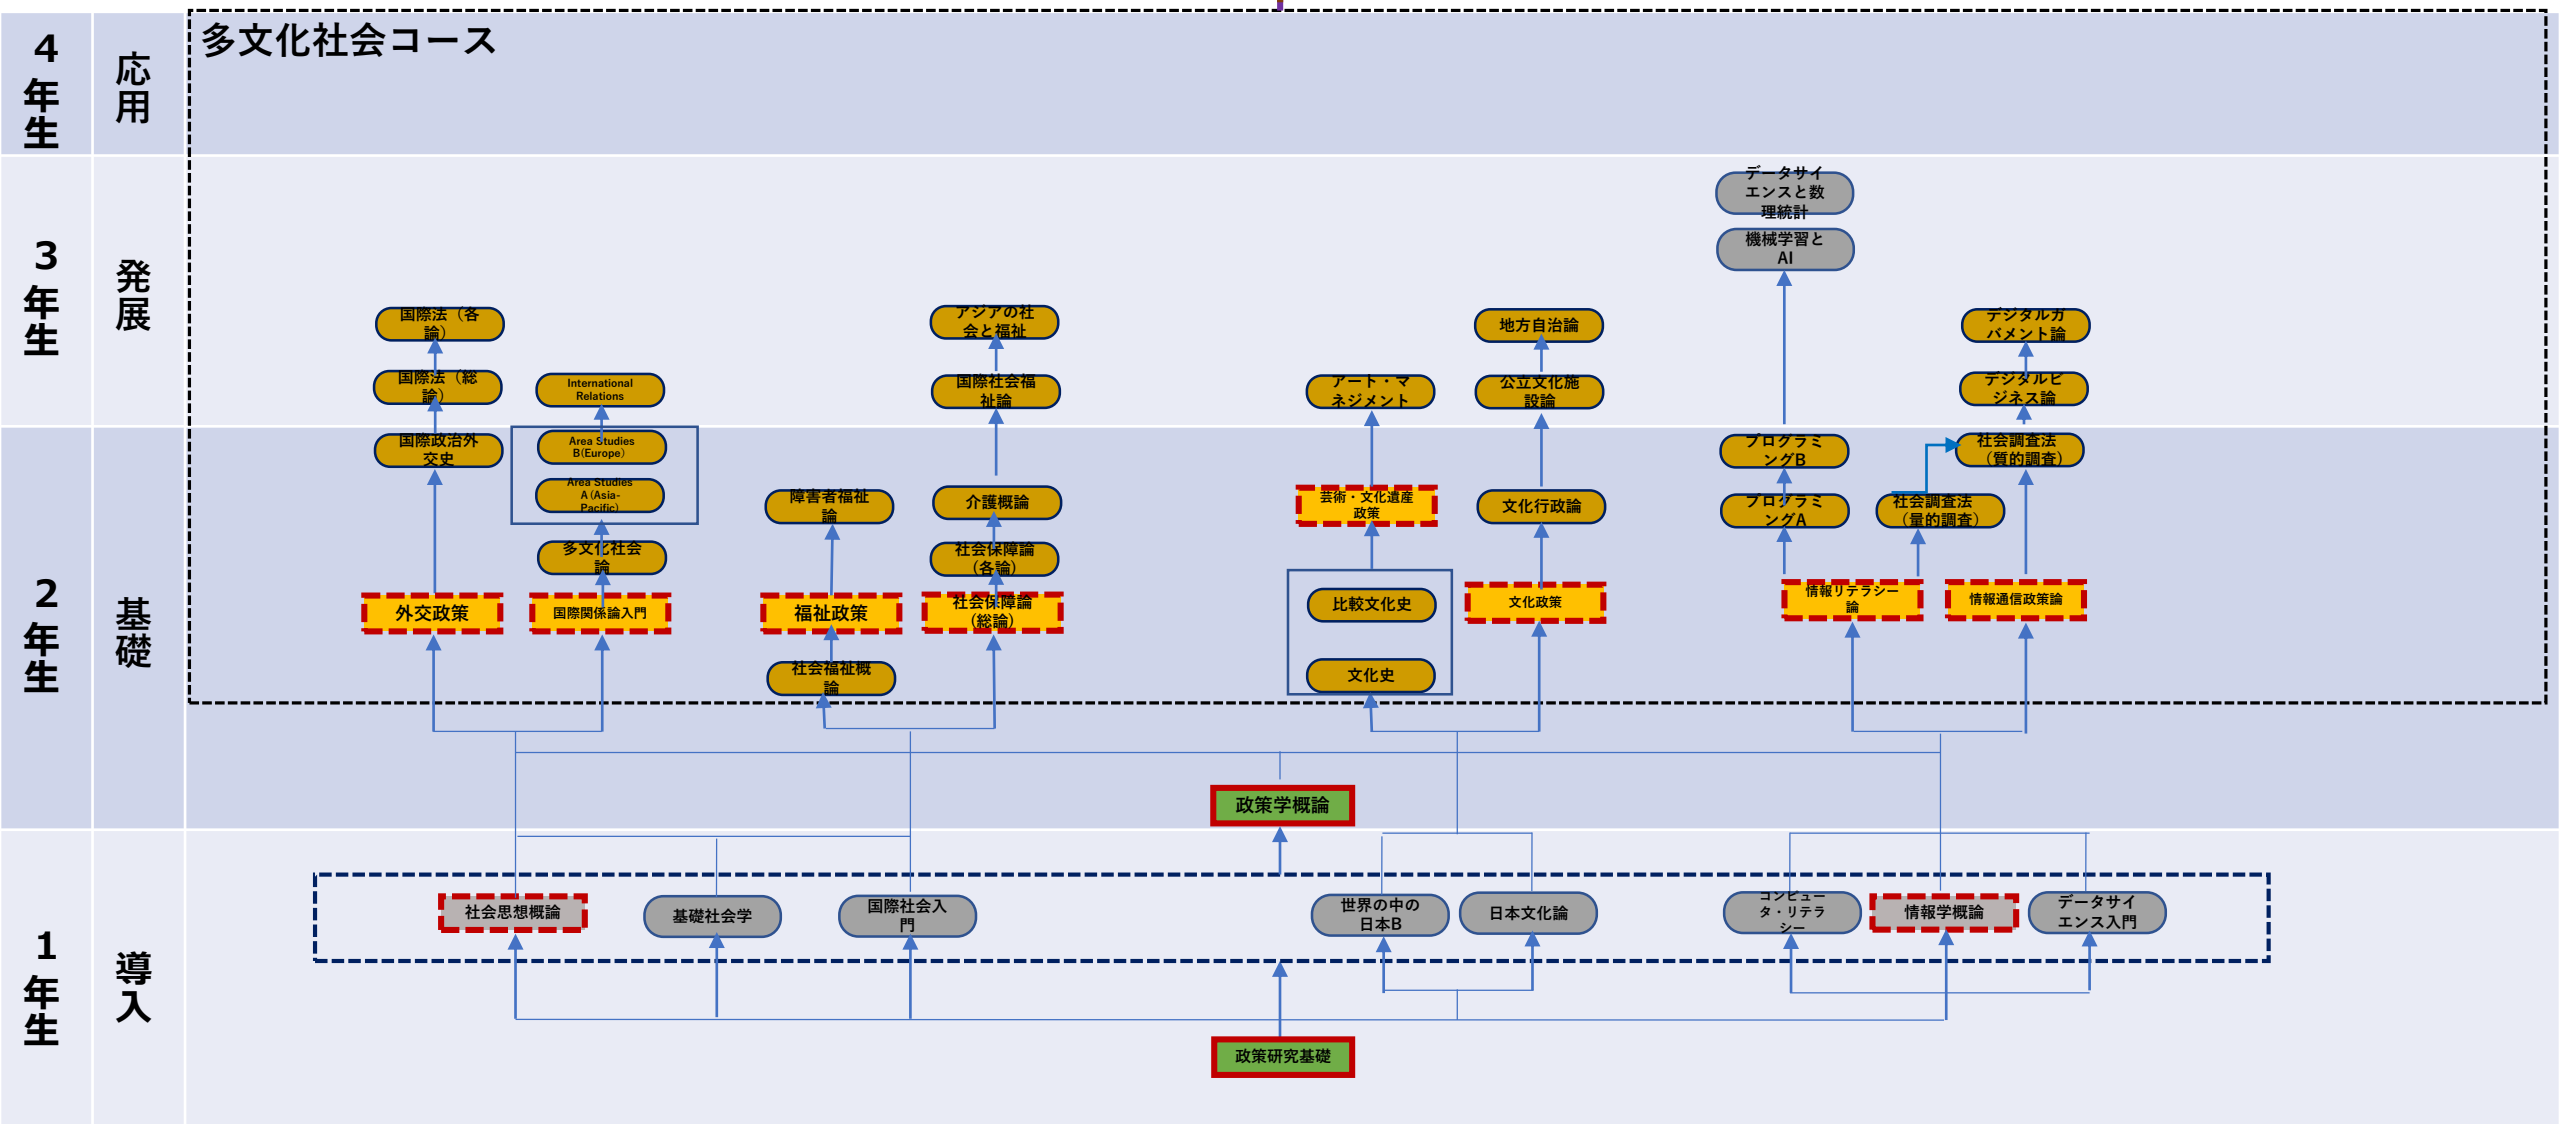 多文化社会コース
4
年
生
応
用
3
年
生
発
展
データサイ
エンスと数
理統計
機械学習と
AI
国際法（各
論）
アジアの社
会と福祉
地方自治論
デジタルガ
バメント論
国際法（総
論）
International
Relations
国際社会福
祉論
アート・マ
ネジメント
公立文化施
設論
デジタルビ
ジネス論
2
年
生
基
礎
国際政治外
交史
Area Studies
B(Europe)
プログラミ
ングB
社会調査法
（質的調査）
Area Studies
A (Asia-
Pacific)
障害者福祉
論
介護概論
芸術・文化遺産
政策
文化行政論
プログラミ
ングA
社会調査法
（量的調査）
多文化社会
論
社会保障論
（各論）
外交政策
国際関係論入門
福祉政策
社会保障論
（総論）
比較文化史
文化政策
情報リテラシー
論
情報通信政策論
社会福祉概
論
文化史
政策学概論
1
年
生
導
入
社会思想概論
基礎社会学
国際社会入
門
世界の中の
日本B
日本文化論
コンピュー
タ・リテラ
シー
情報学概論
データサイ
エンス入門
政策研究基礎